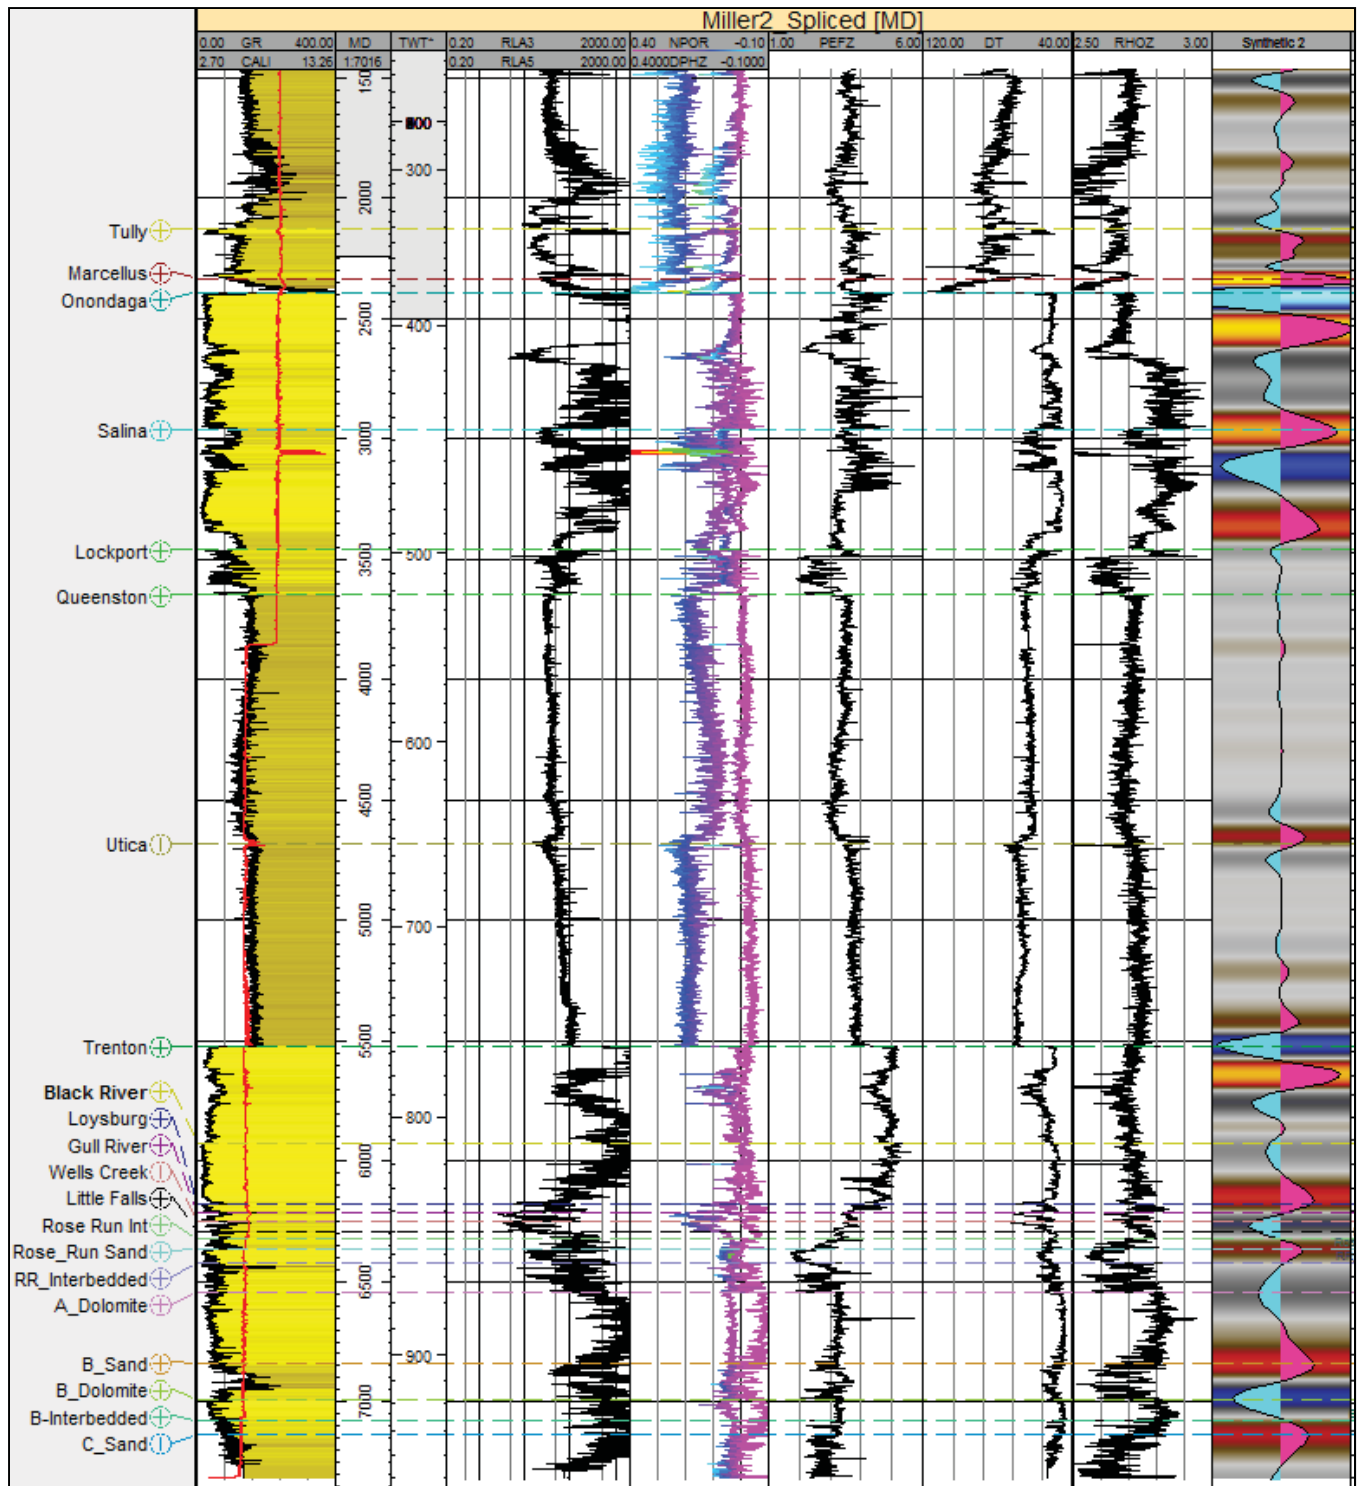 Miller2_Spliced [MD]
0.00 GR 400.00 MD TWT* 0.20 RLA3 2000.00 0.40 NPOR -0.10 1.00 PEFZ 6.00 120.00 DT 40.00 2.50 RHOZ 3.00 Synthetic 2
2.70 CALI 13.26 1:7016 0.20 RLA5 2000.00 0.4000 DPHZ -0.1000
300
2000
Tully
Marcellus
Onondaga
2500
400
Salina
3000
Lockport
500
3500
Queenston
4000
600
4500
Utica
5000
700
5500
Trenton
Black River
800
Loysburg
Gull River
6000
Wells Creek
Little Falls
Rose Run Int
Rose_Run Sand
RR_Interbedded
6500
A_Dolomite
900
B_Sand
B_Dolomite
7000
B-Interbedded
C_Sand